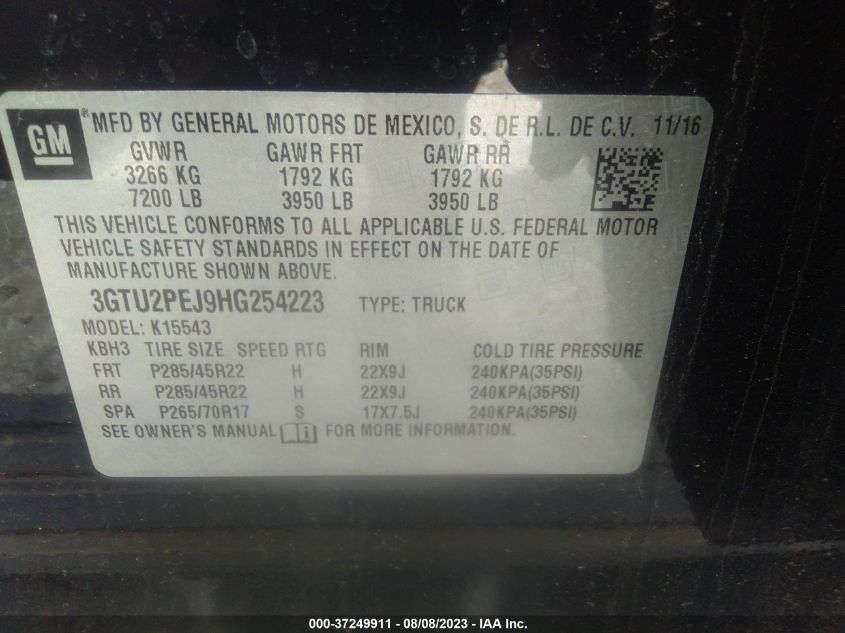 GM® MFD BY GENERAL MOTORS DE MEXICO, S. DE R.L. DE C.V. 11/16
GVWR GAWR FRT GAWR RR
3266 KG 1792 KG 1792 KG
7200 LB 3950 LB 3950 LB
THIS VEHICLE CONFORMS TO ALL APPLICABLE U.S. FEDERAL MOTOR
VEHICLE SAFETY STANDARDS IN EFFECT ON THE DATE OF
MANUFACTURE SHOWN ABOVE.
3GTU2PEJ9HG254223 TYPE: TRUCK
MODEL: K15543
KBH3 TIRE SIZE SPEED RTG RIM COLD TIRE PRESSURE
FRT P285/45R22 H 22X9J 240KPA(35PSI)
RR P285/45R22 H 22X9J 240KPA(35PSI)
SPA P265/70R17 S 17X7.5J 240KPA(35PSI)
SEE OWNER'S MANUAL i FOR MORE INFORMATION.
000-37249911 - 08/08/2023 - IAA Inc.